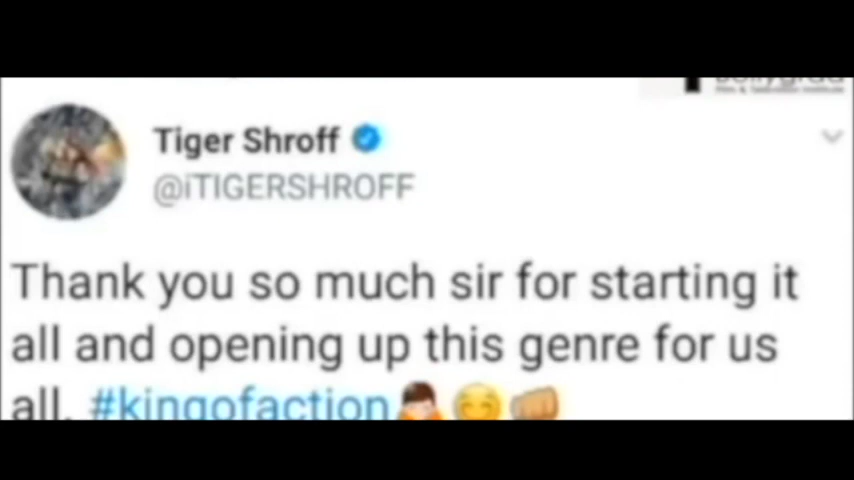 Tiger Shroff
@iTIGERSHROFF
Thank you so much sir for starting it
all and opening up this genre for us
all. #kingofaction